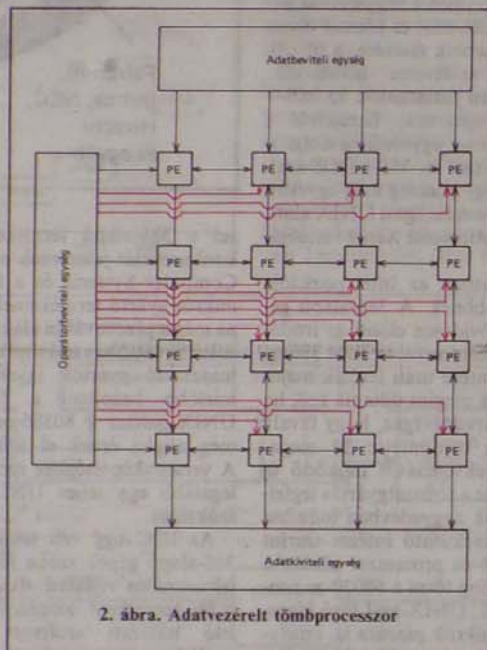 Adatbeviteli egység
Operátorbeviteli egység
PE PE PE PE
PE PE PE PE
PE PE PE PE
PE PE PE PE
Adatkiviteli egység
2. ábra. Adatvezérelt tömbprocesszor